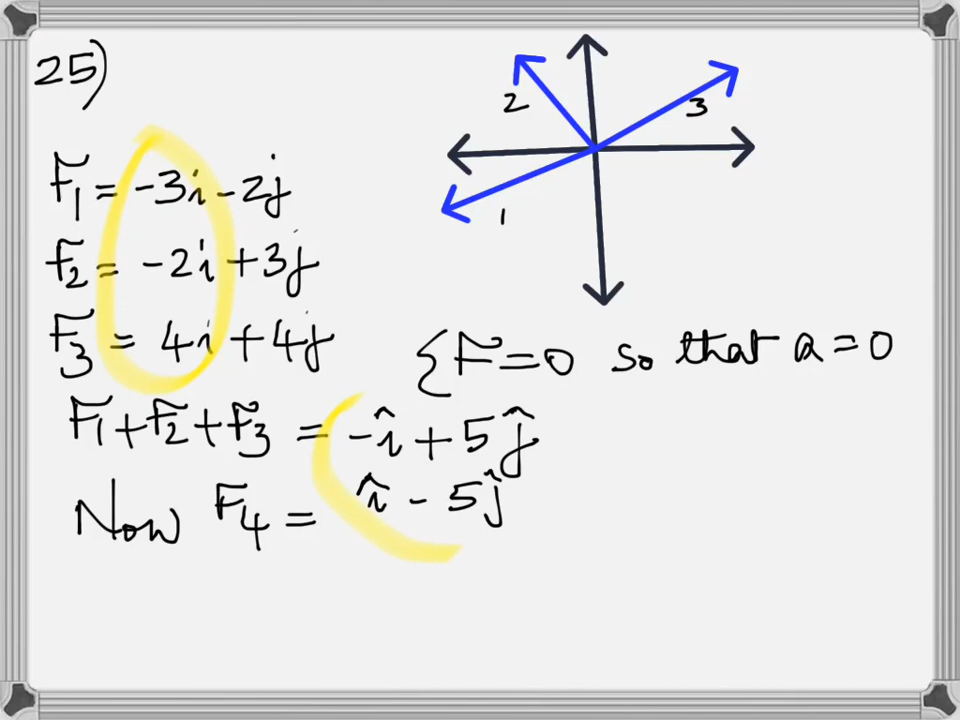 25)
2
3
1
F₁ = -3i - 2j
F₂ = -2i + 3j
F₃ = 4i + 4j
ΣF = 0 so that a = 0
F₁ + F₂ + F₃ = -î + 5ĵ
Now F₄ = î - 5ĵ